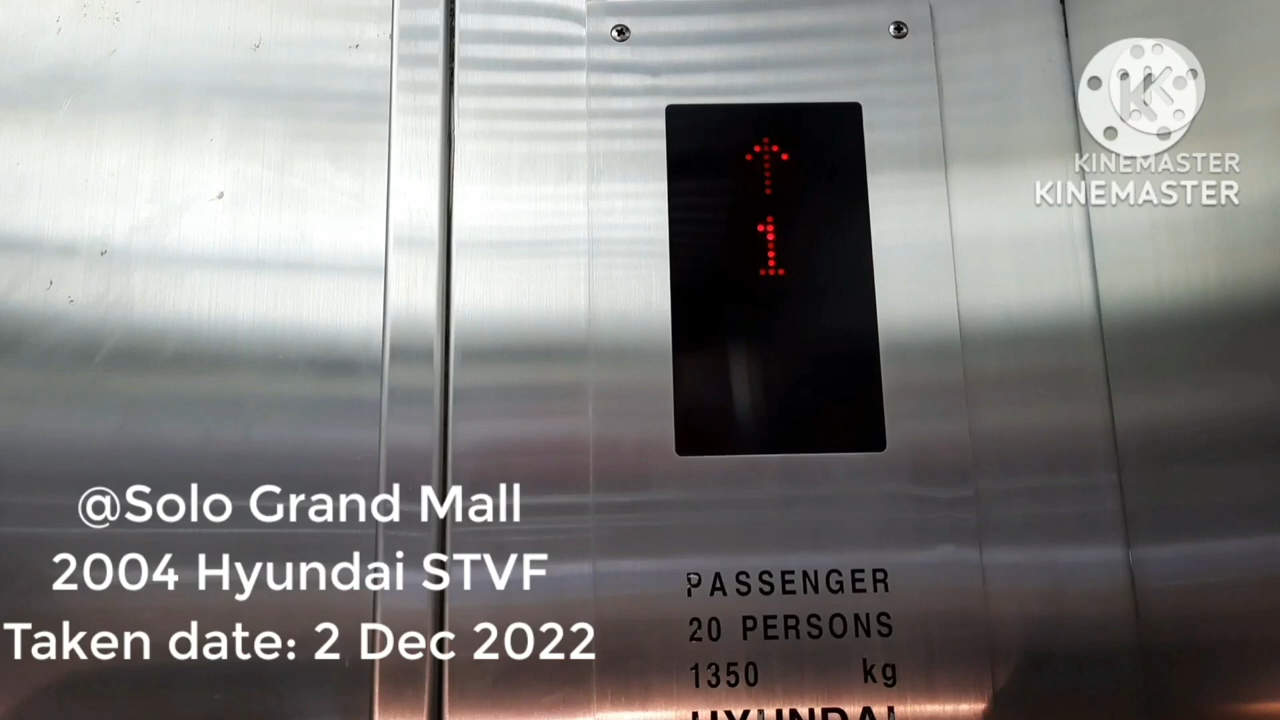 KINEMASTER
KINEMASTER
↑
1
@Solo Grand Mall
2004 Hyundai STVF
Taken date: 2 Dec 2022
PASSENGER
20 PERSONS
1350 kg
HYUNDAI